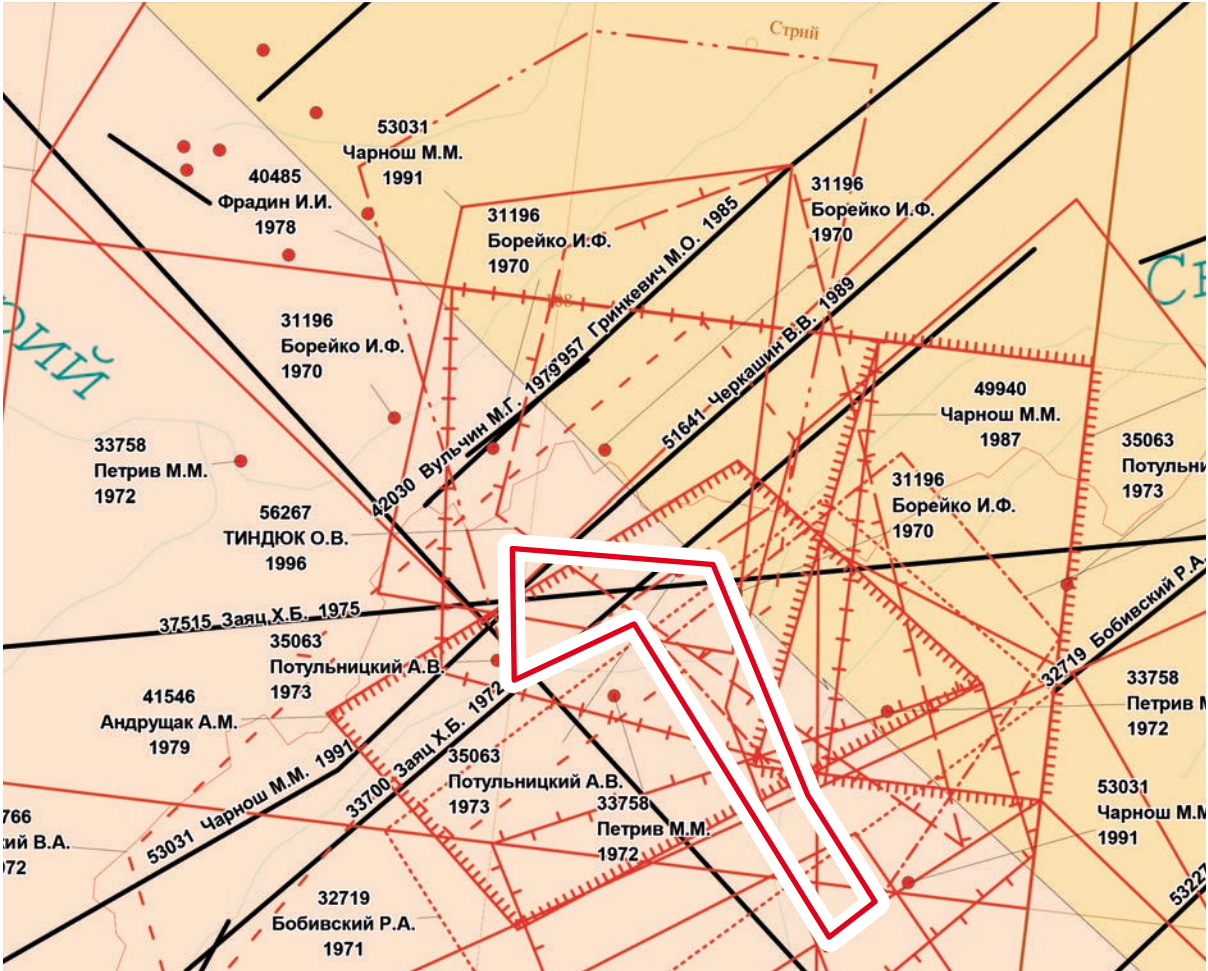 Стрий
53031
Чарнош М.М.
1991
40485
Фрадин И.И.
1978
31196
Борейко И.Ф.
1970
31196
Борейко И.Ф.
1970
31196
Борейко И.Ф.
1970
42030 Вульчин М.Г.
Гринкевич М.О. 1985
51641 Черкашин В.В. 1989
49940
Чарнош М.М.
1987
35063
1973
33758
Петрив М.М.
1972
31196
Борейко И.Ф.
1970
56267
ТИНДЮК О.В.
1996
37515 Заяц Х.Б. 1975
35063
Потульницкий А.В.
1973
32719 Бобивский Р.А.
33758
Петрив
1972
41546
Андрущак А.М.
1979
53031 Чарнош М.М. 1991
33700 Заяц Х.Б. 1972
35063
Потульницкий А.В.
1973
33758
Петрив М.М.
1972
53031
Чарнош
1991
В.А.
32719
Бобивский Р.А.
1971